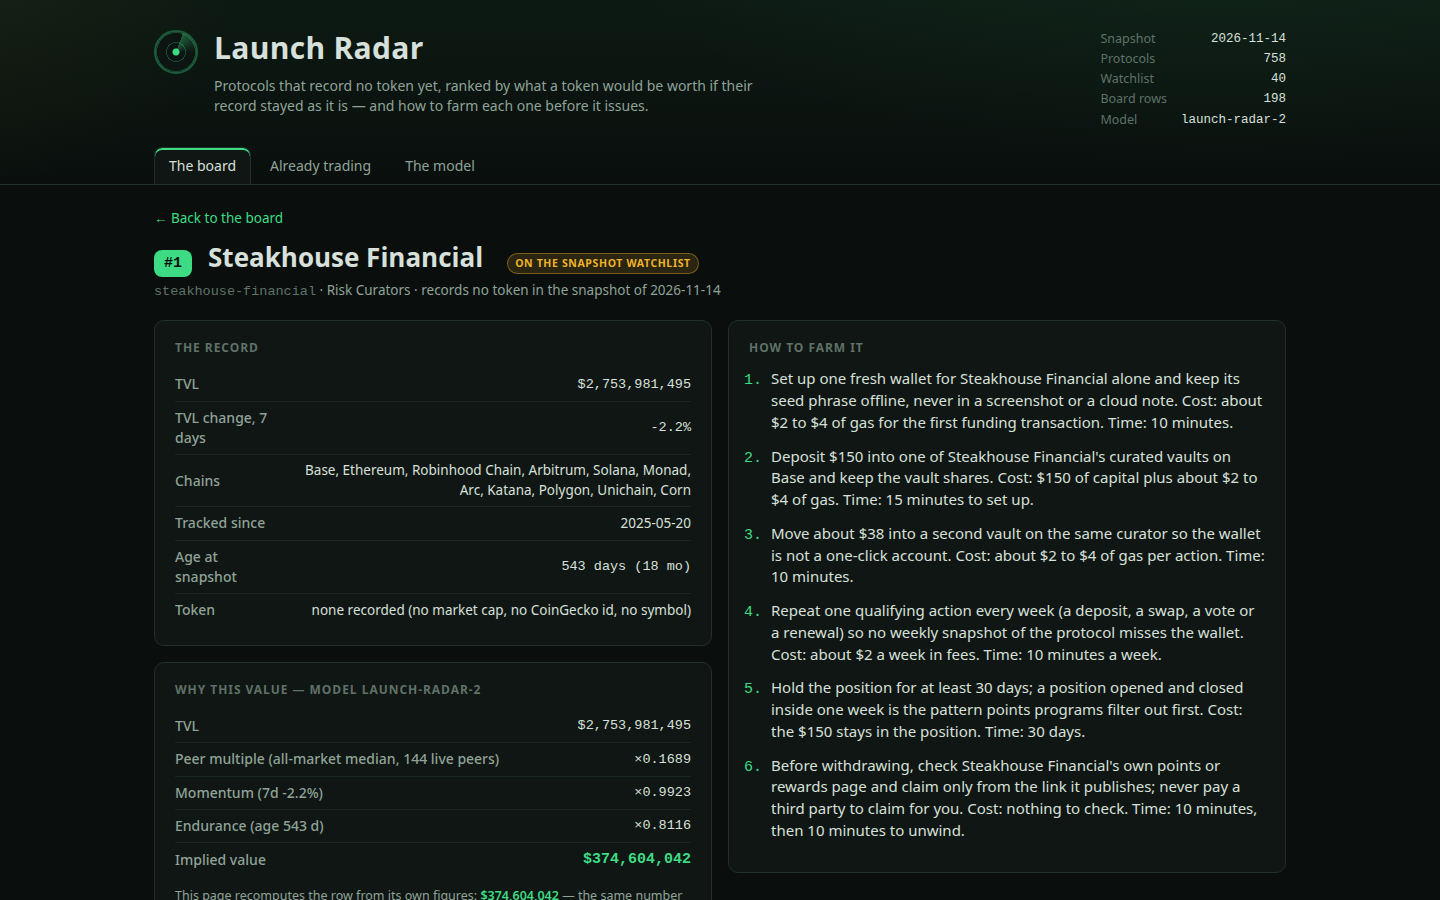 Launch Radar
Protocols that record no token yet, ranked by what a token would be worth if their
record stayed as it is — and how to farm each one before it issues.
Snapshot 2026-11-14
Protocols 758
Watchlist 40
Board rows 198
Model launch-radar-2
The board Already trading The model
← Back to the board
#1 Steakhouse Financial ON THE SNAPSHOT WATCHLIST
steakhouse-financial · Risk Curators · records no token in the snapshot of 2026-11-14
THE RECORD
TVL $2,753,981,495
TVL change, 7
days -2.2%
Chains Base, Ethereum, Robinhood Chain, Arbitrum, Solana, Monad,
Arc, Katana, Polygon, Unichain, Corn
Tracked since 2025-05-20
Age at
snapshot 543 days (18 mo)
Token none recorded (no market cap, no CoinGecko id, no symbol)
WHY THIS VALUE — MODEL LAUNCH-RADAR-2
TVL $2,753,981,495
Peer multiple (all-market median, 144 live peers) ×0.1689
Momentum (7d -2.2%) ×0.9923
Endurance (age 543 d) ×0.8116
Implied value $374,604,042
This page recomputes the row from its own figures: $374,604,042 — the same number
HOW TO FARM IT
1. Set up one fresh wallet for Steakhouse Financial alone and keep its
seed phrase offline, never in a screenshot or a cloud note. Cost: about
$2 to $4 of gas for the first funding transaction. Time: 10 minutes.
2. Deposit $150 into one of Steakhouse Financial's curated vaults on
Base and keep the vault shares. Cost: $150 of capital plus about $2 to
$4 of gas. Time: 15 minutes to set up.
3. Move about $38 into a second vault on the same curator so the wallet
is not a one-click account. Cost: about $2 to $4 of gas per action. Time:
10 minutes.
4. Repeat one qualifying action every week (a deposit, a swap, a vote or
a renewal) so no weekly snapshot of the protocol misses the wallet.
Cost: about $2 a week in fees. Time: 10 minutes a week.
5. Hold the position for at least 30 days; a position opened and closed
inside one week is the pattern points programs filter out first. Cost:
the $150 stays in the position. Time: 30 days.
6. Before withdrawing, check Steakhouse Financial's own points or
rewards page and claim only from the link it publishes; never pay a
third party to claim for you. Cost: nothing to check. Time: 10 minutes,
then 10 minutes to unwind.